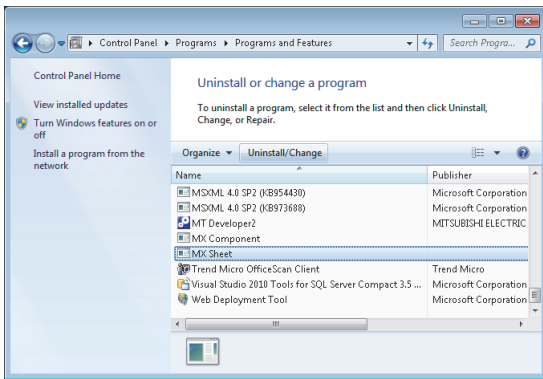 Control Panel ▸ Programs ▸ Programs and Features
Search Progra...
Control Panel Home
View installed updates
Turn Windows features on or
off
Install a program from the
network
Uninstall or change a program
To uninstall a program, select it from the list and then click Uninstall,
Change, or Repair.
Organize
Uninstall/Change
Name
Publisher
MSXML 4.0 SP2 (KB954430)
Microsoft Corporation
MSXML 4.0 SP2 (KB973688)
Microsoft Corporation
MT Developer2
MITSUBISHI ELECTRIC
MX Component
MX Sheet
Trend Micro OfficeScan Client
Trend Micro
Visual Studio 2010 Tools for SQL Server Compact 3.5 ...
Microsoft Corporation
Web Deployment Tool
Microsoft Corporation